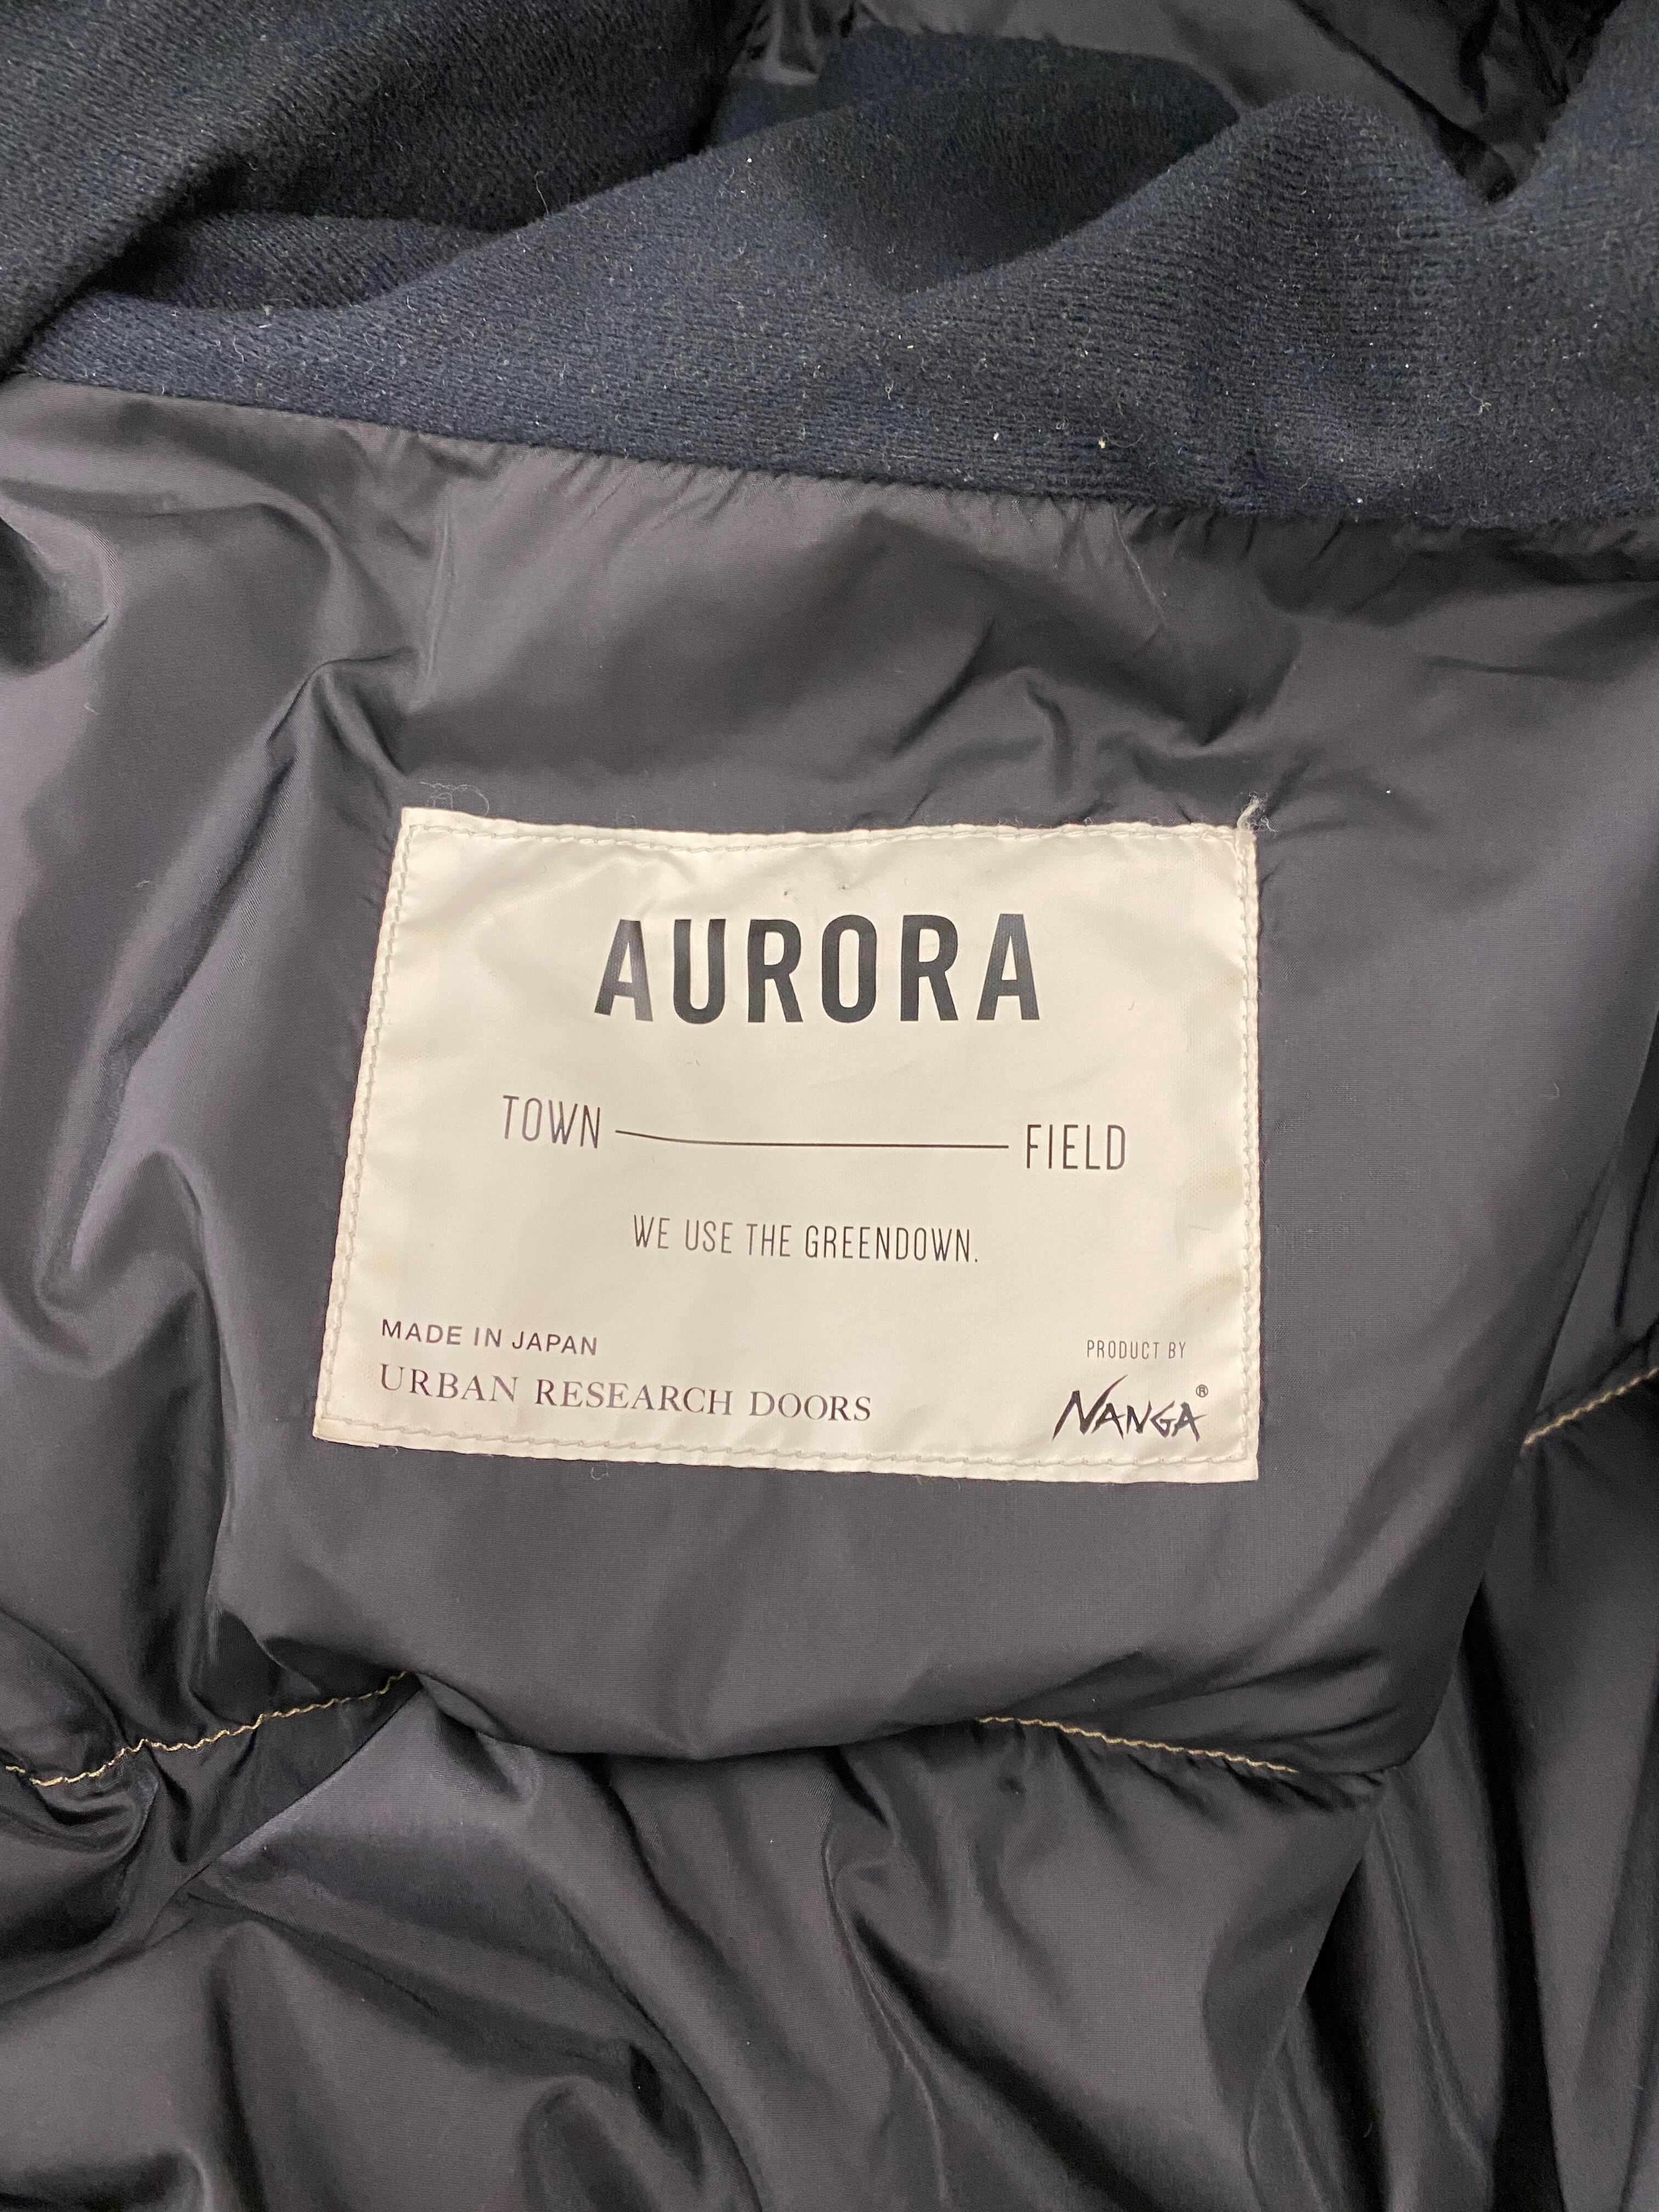 AURORA
TOWN FIELD
WE USE THE GREENDOWN.
MADE IN JAPAN
URBAN RESEARCH DOORS
PRODUCT BY
NANGA®